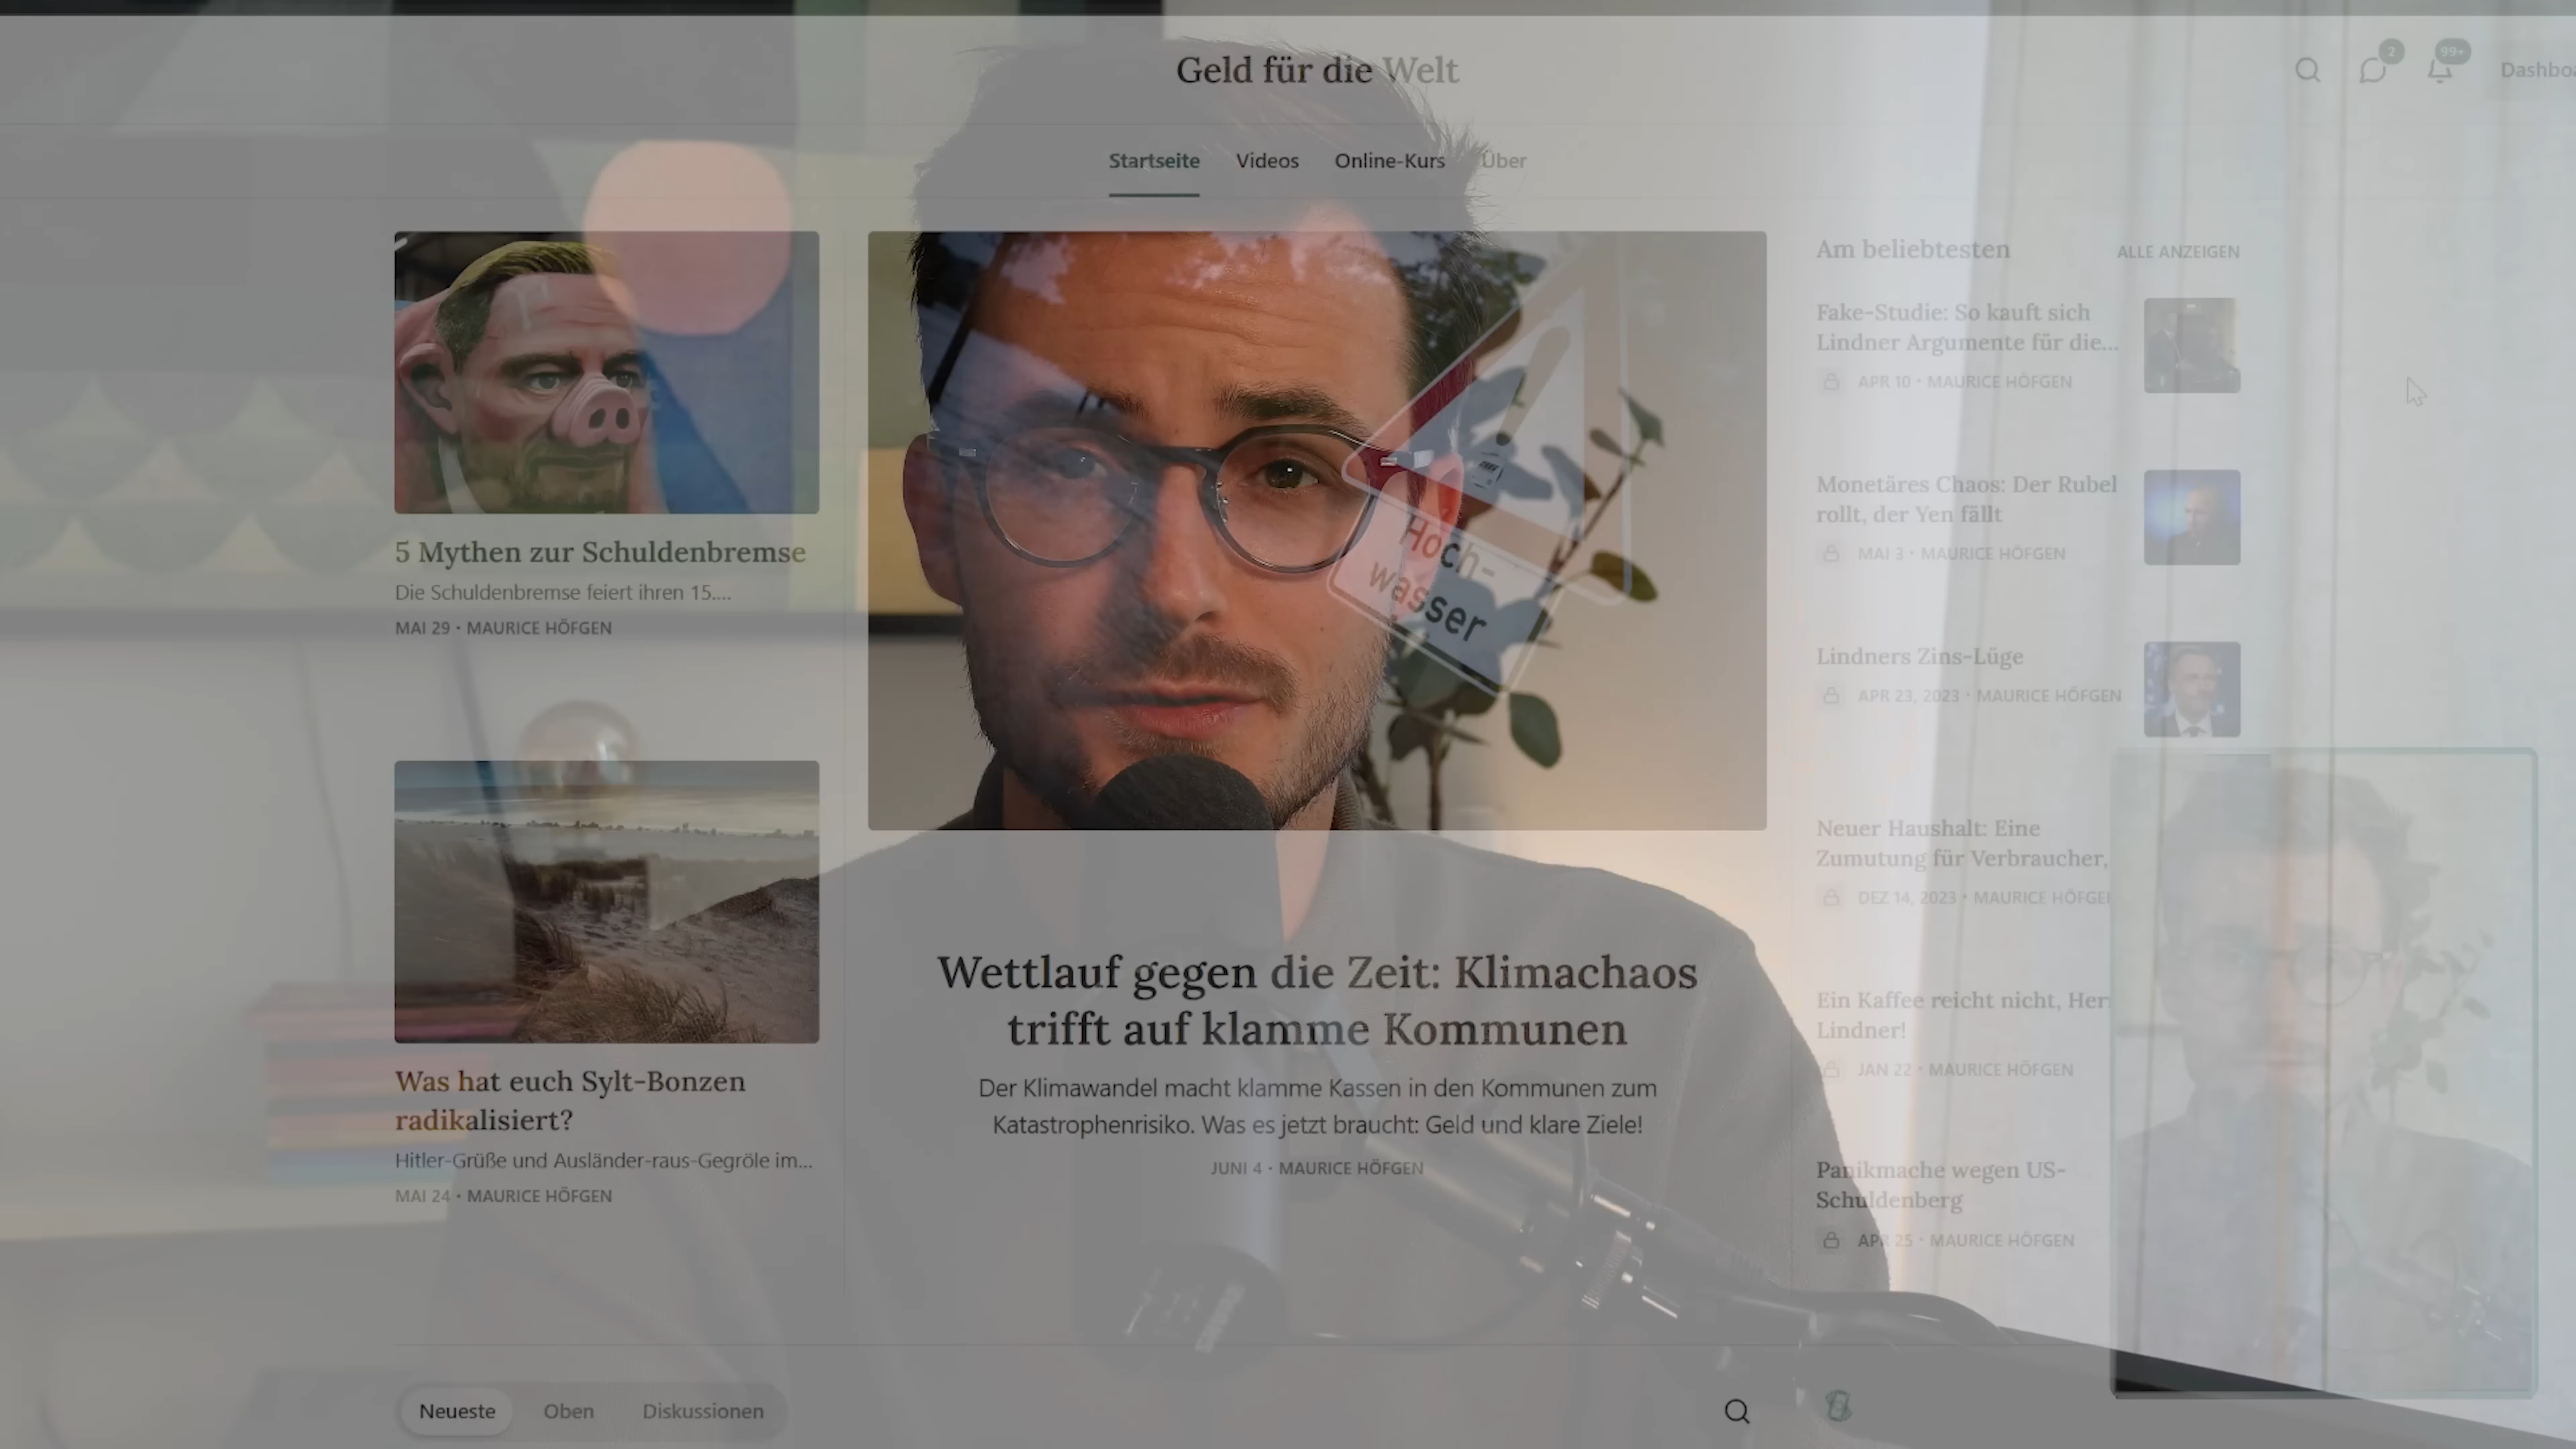 Geld für die Welt
2
99+
Startseite
Videos
Online-Kurs
Über
5 Mythen zur Schuldenbremse
Die Schuldenbremse feiert ihren 15....
MAI 29 • MAURICE HÖFGEN
Was hat euch Sylt-Bonzen
radikalisiert?
Hitler-Grüße und Ausländer-raus-Gegröle im...
MAI 24 • MAURICE HÖFGEN
Hoch-
wasser
Wettlauf gegen die Zeit: Klimachaos
trifft auf klamme Kommunen
Der Klimawandel macht klamme Kassen in den Kommunen zum
Katastrophenrisiko. Was es jetzt braucht: Geld und klare Ziele!
JUNI 4 • MAURICE HÖFGEN
Am beliebtesten
ALLE ANZEIGEN
Fake-Studie: So kauft sich
Lindner Argumente für die...
APR 10 • MAURICE HÖFGEN
Monetäres Chaos: Der Rubel
rollt, der Yen fällt
MAI 3 • MAURICE HÖFGEN
Lindners Zins-Lüge
APR 23, 2023 • MAURICE HÖFGEN
Neuer Haushalt: Eine
Zumutung für Verbraucher,
DEZ 14, 2023 • MAURICE
Ein Kaffee reicht nicht,
Lindner!
JAN 22 • MAURICE HÖFGEN
Panikmache wegen US-
Schuldenberg
APR 25 • MAURICE HÖFGEN
Neueste
Oben
Diskussionen